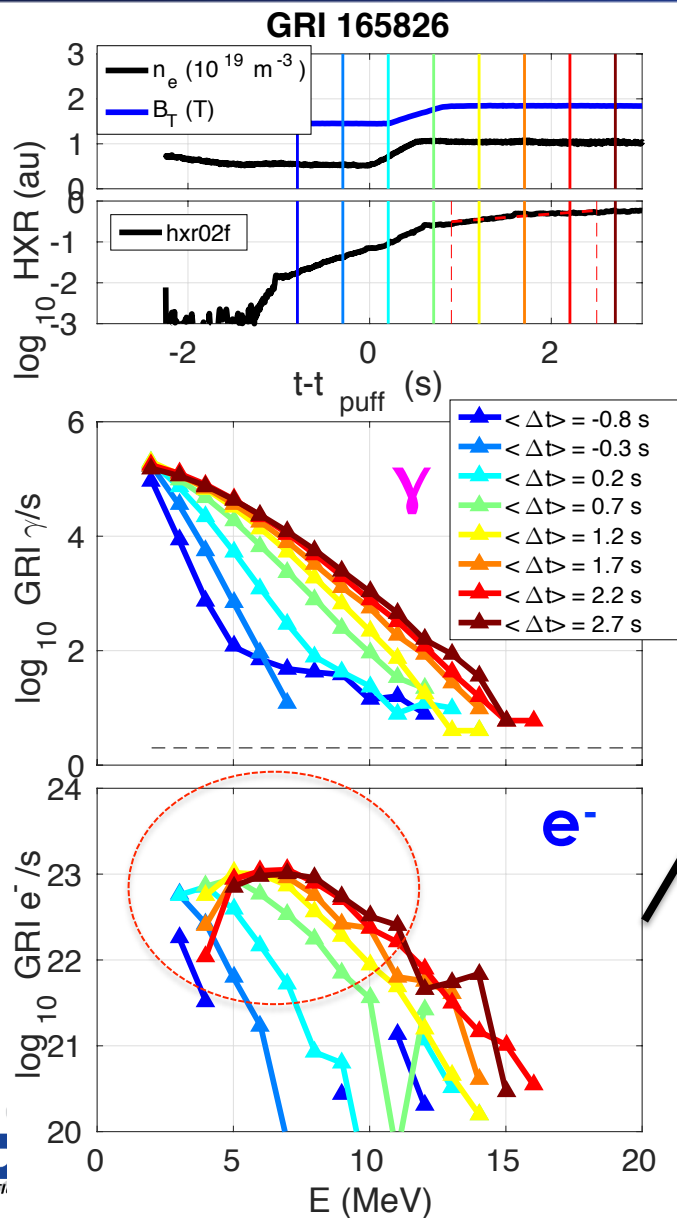 GRI 165826
n_e (10^19 m^-3)
B_T (T)
3
2
1
0
log_10 HXR (au)
hxr02f
0
-1
-2
-3
-2 0 2
t-t_puff (s)
< Δt> = -0.8 s
< Δt> = -0.3 s
< Δt> = 0.2 s
< Δt> = 0.7 s
< Δt> = 1.2 s
< Δt> = 1.7 s
< Δt> = 2.2 s
< Δt> = 2.7 s
γ
log_10 GRI γ/s
6
4
2
0
e^-
log_10 GRI e^-/s
24
23
22
21
20
0 5 10 15 20
E (MeV)